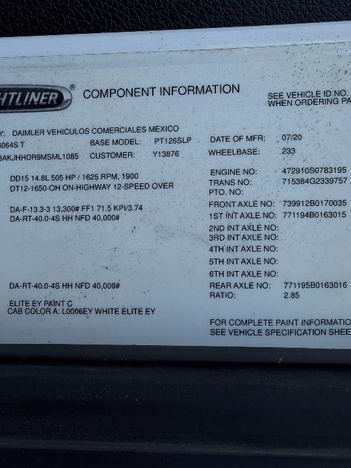 HTLINER COMPONENT INFORMATION
SEE VEHICLE ID NO.
WHEN ORDERING PA
Y: DAIMLER VEHICULOS COMERCIALES MEXICO
064S T BASE MODEL: PT126SLP DATE OF MFR: 07/20
AKJHHDR9MSML1085 CUSTOMER: Y13876 WHEELBASE: 233
DD15 14.8L 505 HP / 1625 RPM, 1900 ENGINE NO: 472910S0783195
DT12-1650-OH ON-HIGHWAY 12-SPEED OVER TRANS NO: 715384G2339757
PTO. NO:
DA-F-13.3-3 13,300# FF1 71.5 KPI/3.74 FRONT AXLE NO: 739912B0170035
DA-RT-40.0-4S HH NFD 40,000# 1ST INT AXLE NO: 771194B0163015
2ND INT AXLE NO:
3RD INT AXLE NO:
4TH INT AXLE NO:
5TH INT AXLE NO:
6TH INT AXLE NO:
DA-RT-40.0-4S HH NFD 40,000# REAR AXLE NO: 771195B0163016
RATIO: 2.85
ELITE EY PAINT C
CAB COLOR A: L0006EY WHITE ELITE EY
FOR COMPLETE PAINT INFORMATIO
SEE VEHICLE SPECIFICATION SHEE